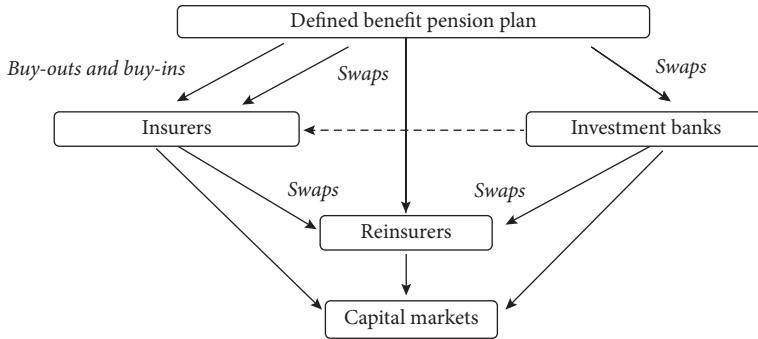 Defined benefit pension plan
Buy-outs and buy-ins
Swaps
Swaps
Insurers
Investment banks
Swaps
Swaps
Reinsurers
Capital markets